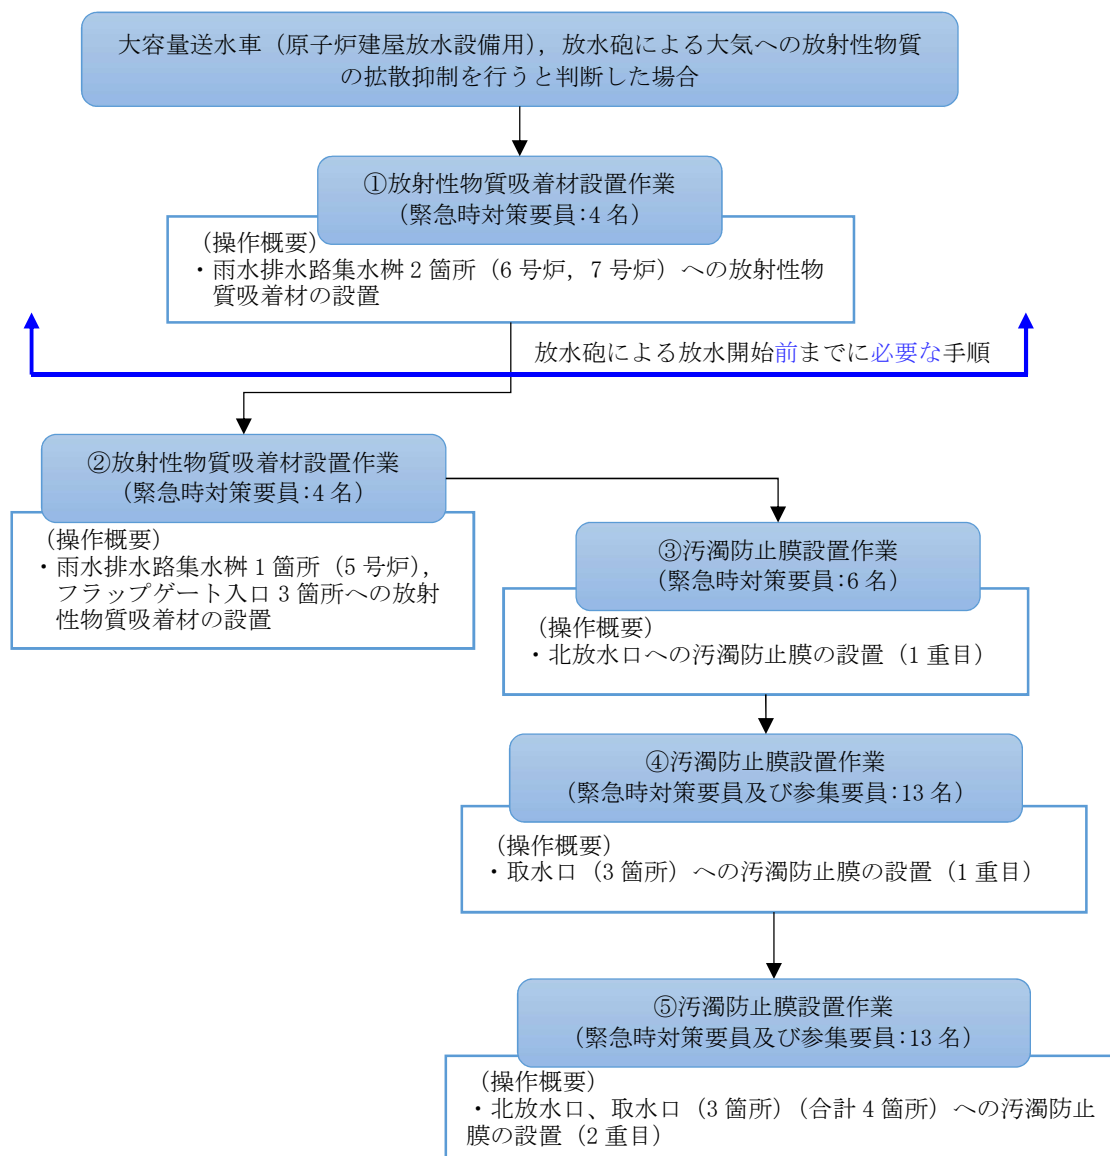 大容量送水車（原子炉建屋放水設備用），放水砲による大気への放射性物質
の拡散抑制を行うと判断した場合
①放射性物質吸着材設置作業
（緊急時対策要員:4 名）
（操作概要）
・雨水排水路集水桝 2 箇所（6 号炉，7 号炉）への放射性物
質吸着材の設置
放水砲による放水開始前までに必要な手順
②放射性物質吸着材設置作業
（緊急時対策要員:4 名）
（操作概要）
・雨水排水路集水桝 1 箇所（5 号炉），
フラップゲート入口 3 箇所への放射
性物質吸着材の設置
③汚濁防止膜設置作業
（緊急時対策要員:6 名）
（操作概要）
・北放水口への汚濁防止膜の設置（1 重目）
④汚濁防止膜設置作業
（緊急時対策要員及び参集要員:13 名）
（操作概要）
・取水口（3 箇所）への汚濁防止膜の設置（1 重目）
⑤汚濁防止膜設置作業
（緊急時対策要員及び参集要員:13 名）
（操作概要）
・北放水口、取水口（3 箇所）（合計 4 箇所）への汚濁防止
膜の設置（2 重目）